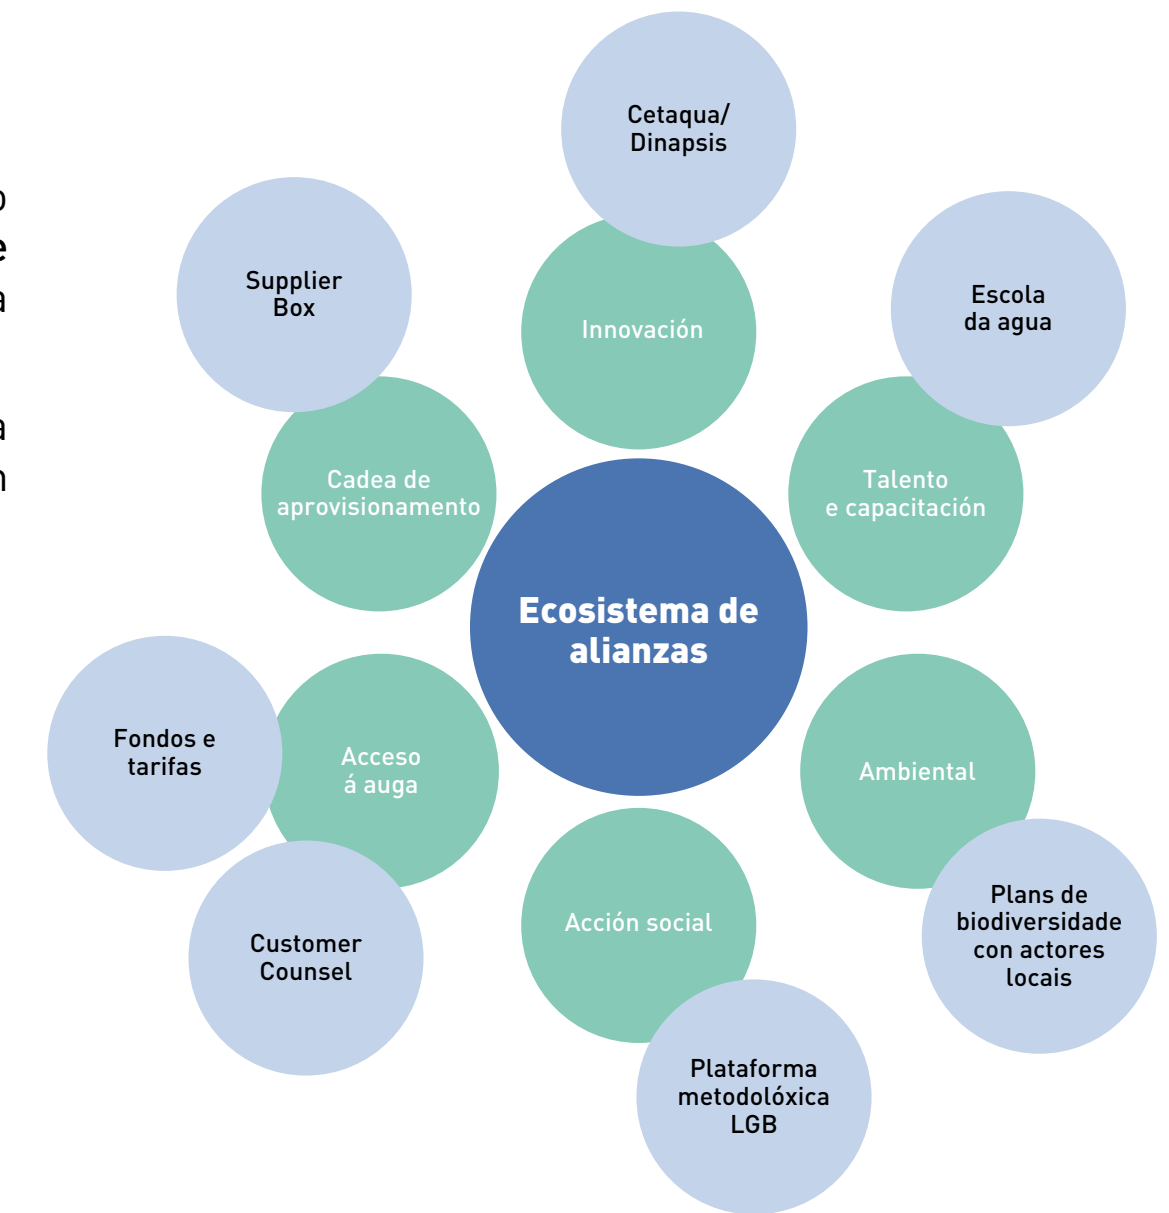 o
e
a
a
n
Cetaqua/
Dinapsis
Supplier
Box
Escola
da agua
Innovación
Cadea de
aprovisionamento
Talento
e capacitación
Ecosistema de
alianzas
Fondos e
tarifas
Acceso
á auga
Ambiental
Customer
Counsel
Acción social
Plans de
biodiversidade
con actores
locais
Plataforma
metodolóxica
LGB